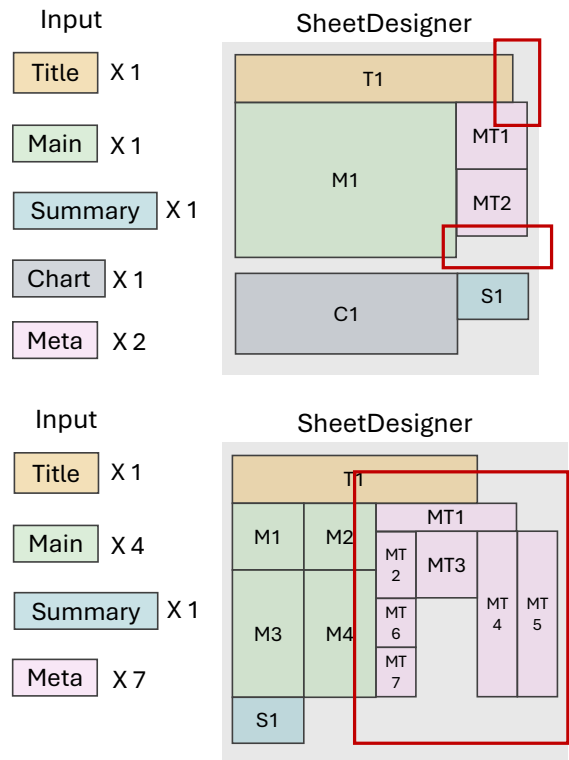 Input
SheetDesigner
Title X 1
T1
Main X 1
M1
MT1
MT2
Summary X 1
Chart X 1
C1
S1
Meta X 2
Input
SheetDesigner
Title X 1
T1
Main X 4
M1
M2
MT1
MT
2
MT3
Summary X 1
M3
M4
MT
6
MT
4
MT
5
Meta X 7
MT
7
S1